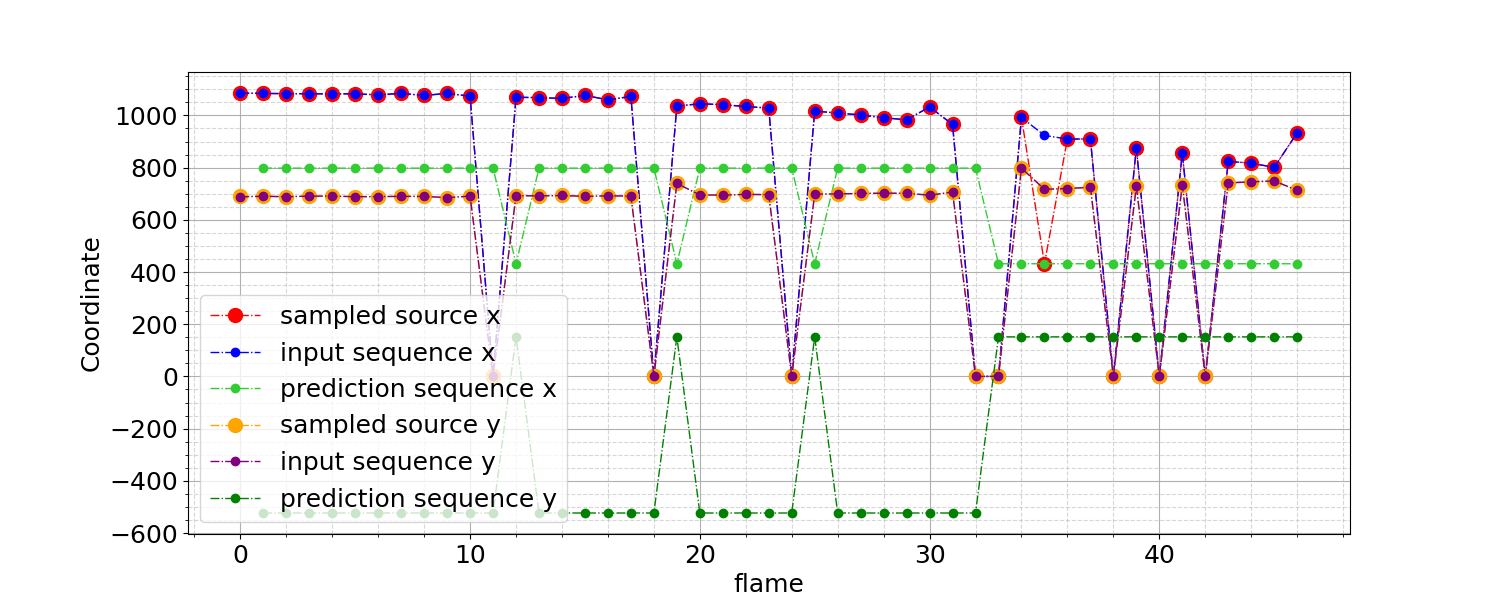 1000
800
600
400
200
0
−200
−400
−600
Coordinate
sampled source x
input sequence x
prediction sequence x
sampled source y
input sequence y
prediction sequence y
0 10 20 30 40
flame